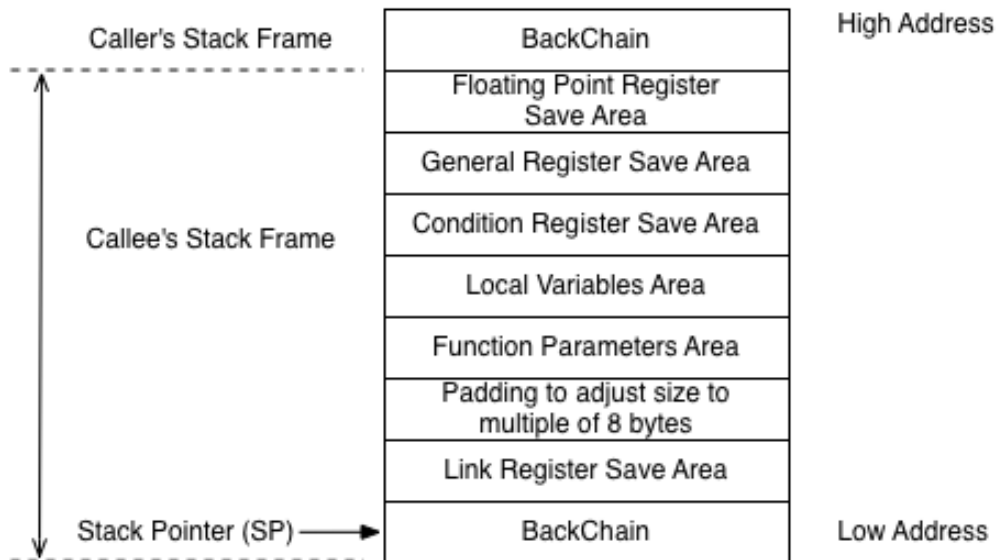 High Address
Caller's Stack Frame
BackChain
Floating Point Register
Save Area
General Register Save Area
Condition Register Save Area
Callee's Stack Frame
Local Variables Area
Function Parameters Area
Padding to adjust size to
multiple of 8 bytes
Link Register Save Area
Stack Pointer (SP)
BackChain
Low Address